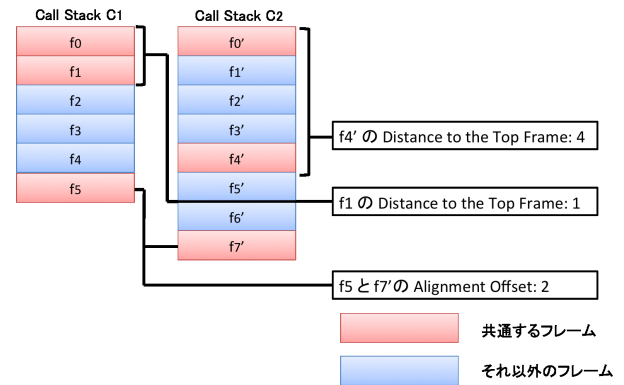 Call Stack C1
Call Stack C2
f0
f0’
f1
f1’
f2
f2’
f3
f3’
f4
f4’
f5
f5’
f6’
f7’
f4’ の Distance to the Top Frame: 4
f1 の Distance to the Top Frame: 1
f5 と f7’の Alignment Offset: 2
共通するフレーム
それ以外のフレーム